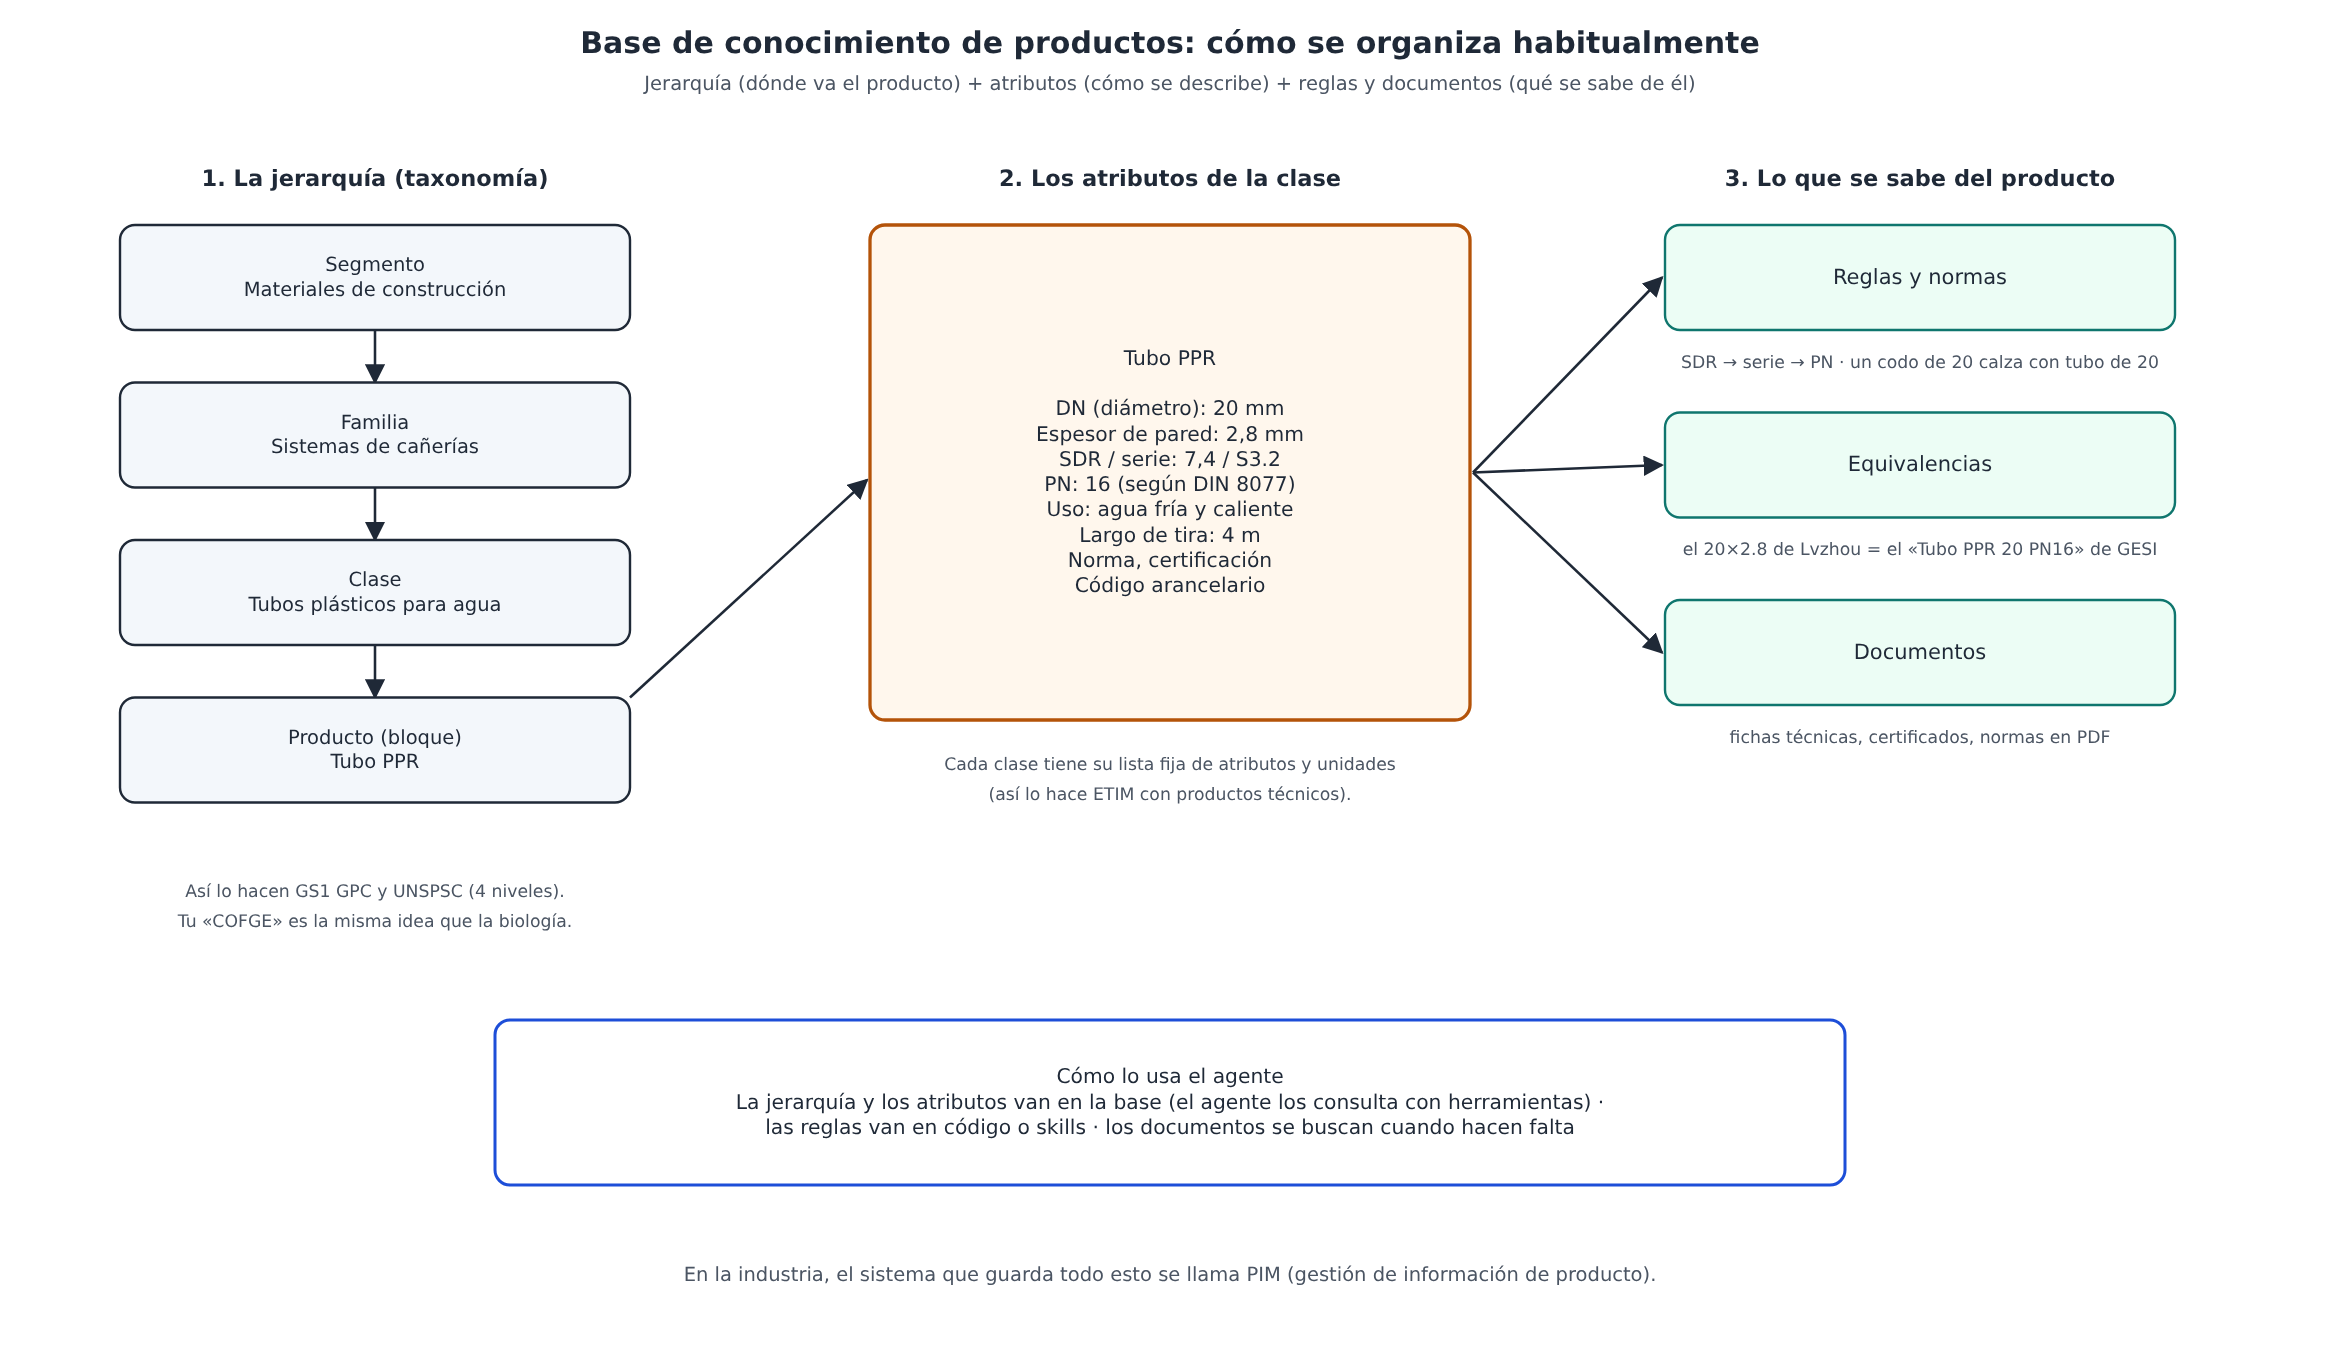 Base de conocimiento de productos: cómo se organiza habitualmente
Jerarquía (dónde va el producto) + atributos (cómo se describe) + reglas y documentos (qué se sabe de él)
1. La jerarquía (taxonomía)
Segmento
Materiales de construcción
Familia
Sistemas de cañerías
Clase
Tubos plásticos para agua
Producto (bloque)
Tubo PPR
Así lo hacen GS1 GPC y UNSPSC (4 niveles).
Tu «COFGE» es la misma idea que la biología.
2. Los atributos de la clase
Tubo PPR
DN (diámetro): 20 mm
Espesor de pared: 2,8 mm
SDR / serie: 7,4 / S3.2
PN: 16 (según DIN 8077)
Uso: agua fría y caliente
Largo de tira: 4 m
Norma, certificación
Código arancelario
Cada clase tiene su lista fija de atributos y unidades
(así lo hace ETIM con productos técnicos).
3. Lo que se sabe del producto
Reglas y normas
SDR → serie → PN · un codo de 20 calza con tubo de 20
Equivalencias
el 20×2.8 de Lvzhou = el «Tubo PPR 20 PN16» de GESI
Documentos
fichas técnicas, certificados, normas en PDF
Cómo lo usa el agente
La jerarquía y los atributos van en la base (el agente los consulta con herramientas) ·
las reglas van en código o skills · los documentos se buscan cuando hacen falta
En la industria, el sistema que guarda todo esto se llama PIM (gestión de información de producto).